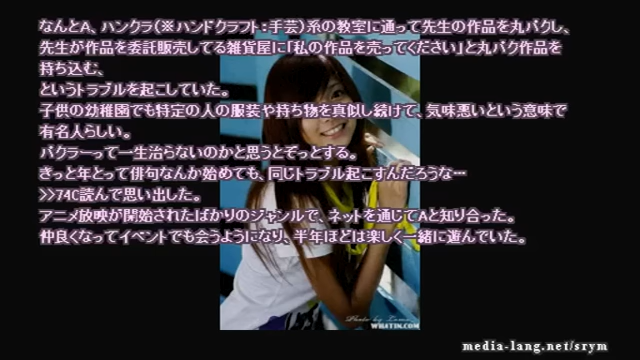 なんとA、ハンクラ(※ハンドクラフト:手芸)系の教室に通って先生の作品を丸パクし、
先生が作品を委託販売してる雑貨屋に「私の作品を売ってください」と丸パク作品を
持ち込む、
というトラブルを起こしていた。
子供の幼稚園でも特定の人の服装や持ち物を真似し続けて、気味悪いという意味で
有名人らしい。
パクラーって一生治らないのかと思うとぞっとする。
きっと年とって俳句なんか始めても、同じトラブル起こすんだろうな…
>>74C読んで思い出した。
アニメ放映が開始されたばかりのジャンルで、ネットを通じてAと知り合った。
仲良くなってイベントでも会うようになり、半年ほどは楽しく一緒に遊んでいた。
Photo by
WRETCH.COM
media-lang.net/srym